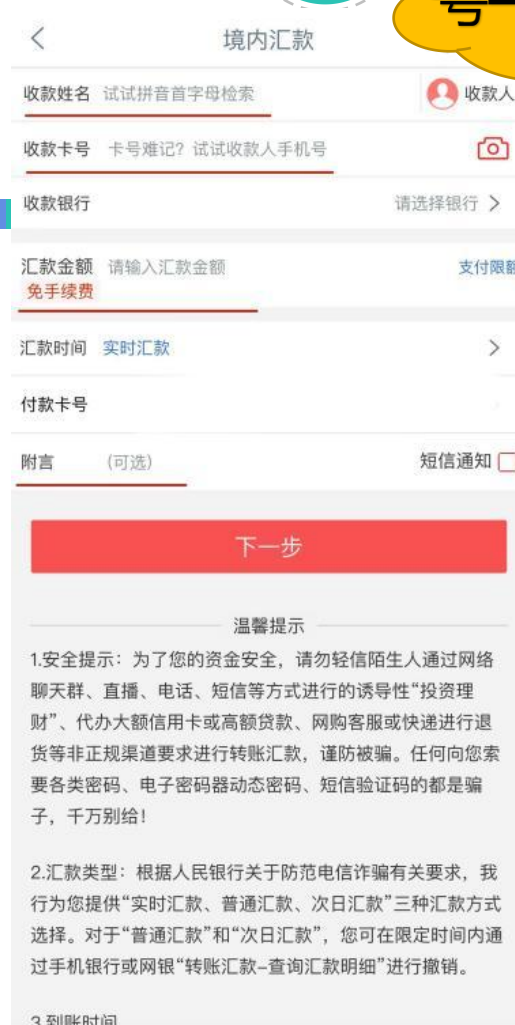 号
境内汇款
收款姓名 试试拼音首字母检索 收款人
收款卡号 卡号难记？试试收款人手机号
收款银行 请选择银行
汇款金额 请输入汇款金额 支付限额
免手续费
汇款时间 实时汇款
付款卡号
附言 (可选) 短信通知
下一步
温馨提示
1.安全提示：为了您的资金安全，请勿轻信陌生人通过网络
聊天群、直播、电话、短信等方式进行的诱导性“投资理
财”、代办大额信用卡或高额贷款、网购客服或快递进行退
货等非正规渠道要求进行转账汇款，谨防被骗。任何向您索
要各类密码、电子密码器动态密码、短信验证码的都是骗
子，千万别给！
2.汇款类型：根据人民银行关于防范电信诈骗有关要求，我
行为您提供“实时汇款、普通汇款、次日汇款”三种汇款方式
选择。对于“普通汇款”和“次日汇款”，您可在限定时间内通
过手机银行或网银“转账汇款–查询汇款明细”进行撤销。
3.到账时间